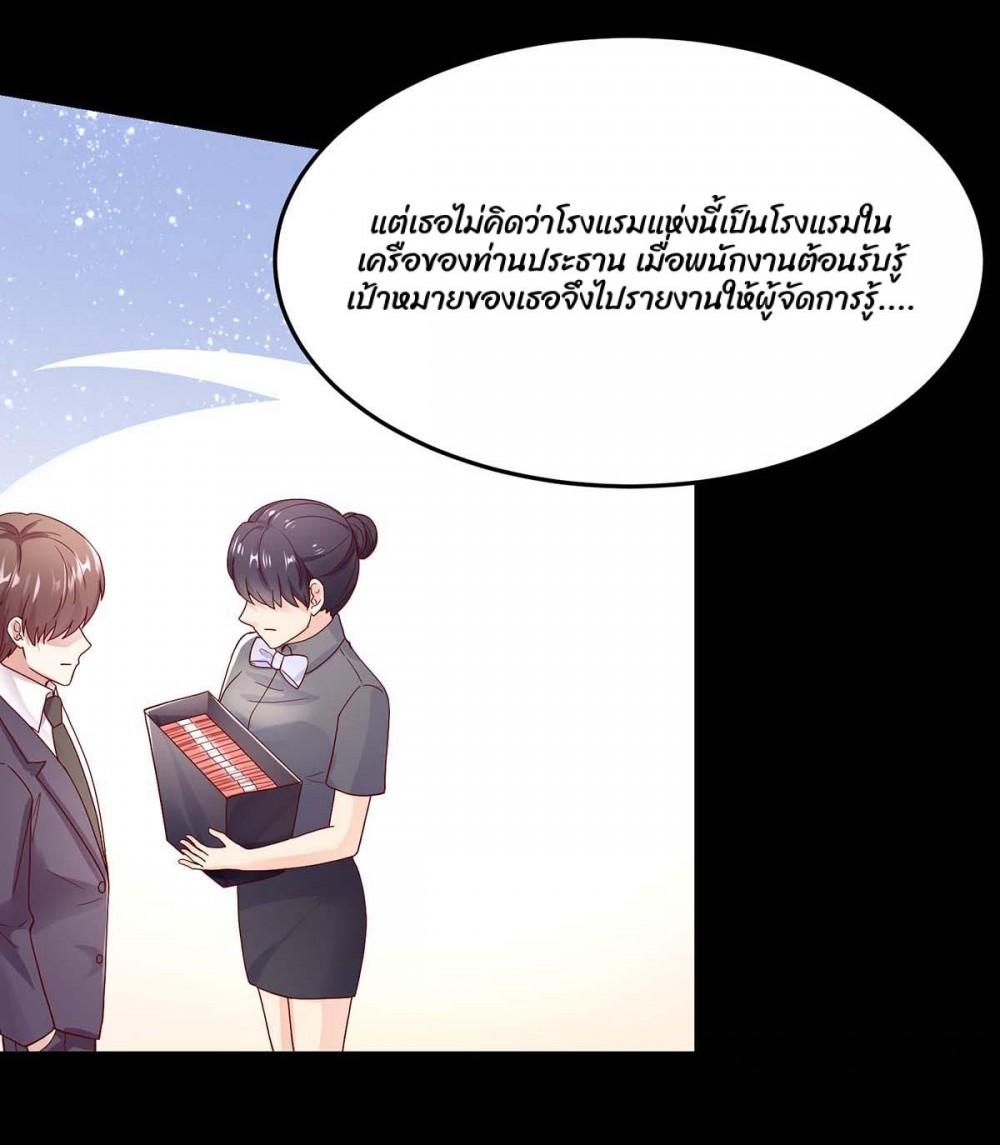 แต่เธอไม่คิดว่าโรงแรมแห่งนี้เป็นโรงแรมใน
เครือของท่านประธาน เมื่อพนักงานต้อนรับรู้
เป้าหมายของเธอจึงไปรายงานให้ผู้จัดการรู้....